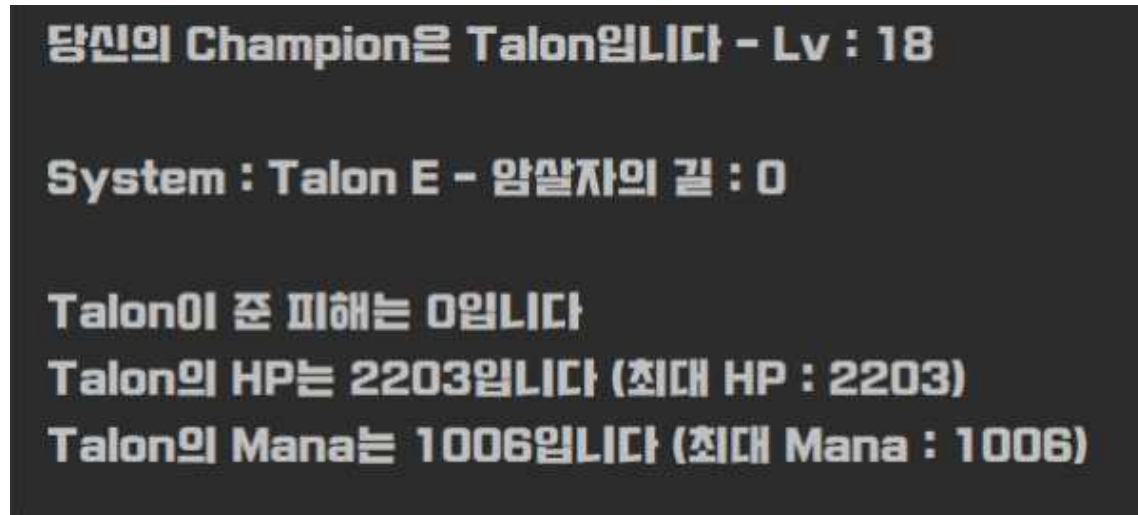 당신의 Champion은 Talon입니다 - Lv : 18
System : Talon E - 암살자의 길 : 0
Talon이 준 피해는 0입니다
Talon의 HP는 2203입니다 (최대 HP : 2203)
Talon의 Mana는 1006입니다 (최대 Mana : 1006)